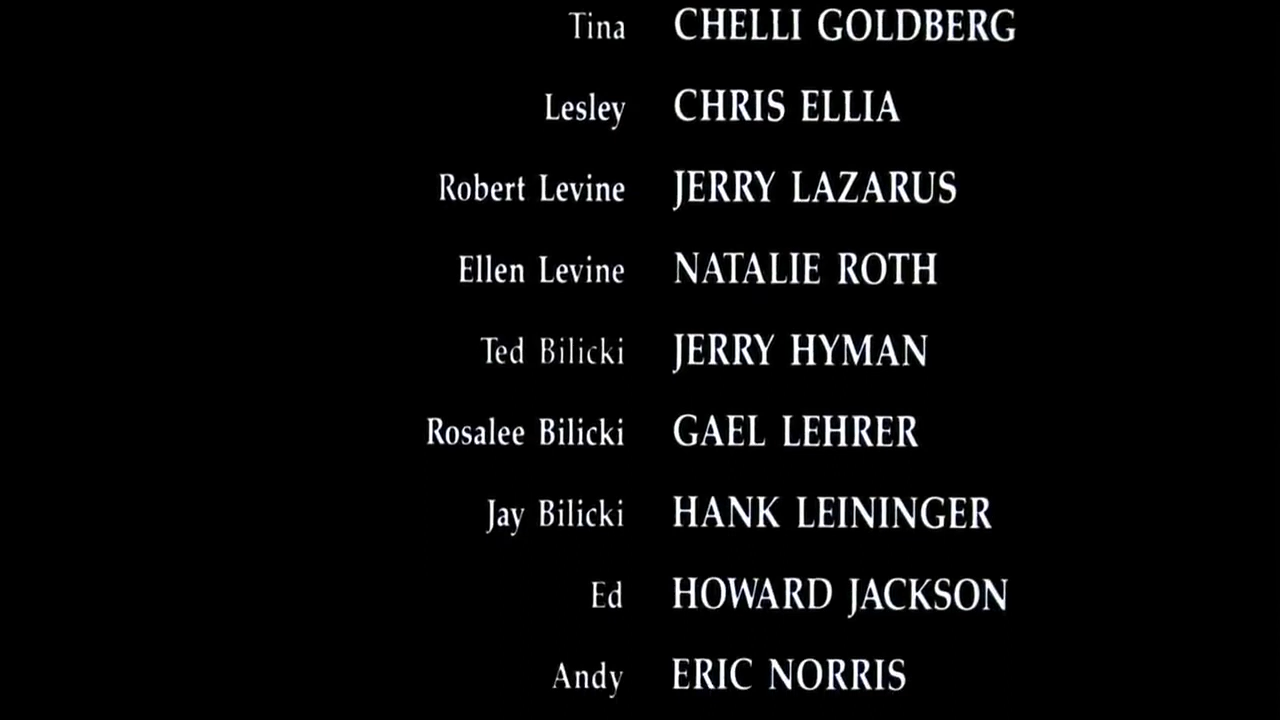 Tina CHELLI GOLDBERG
Lesley CHRIS ELLIA
Robert Levine JERRY LAZARUS
Ellen Levine NATALIE ROTH
Ted Bilicki JERRY HYMAN
Rosalee Bilicki GAEL LEHRER
Jay Bilicki HANK LEININGER
Ed HOWARD JACKSON
Andy ERIC NORRIS